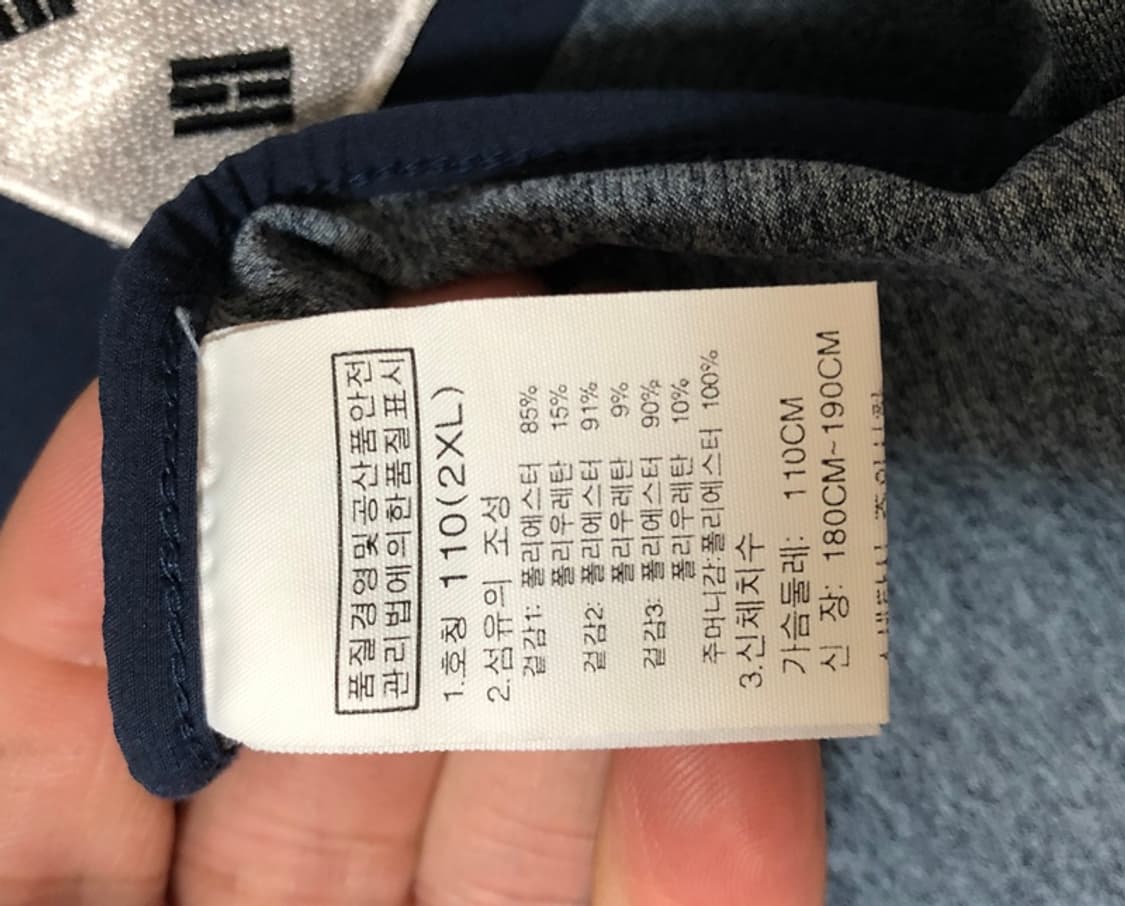 품질경영및공산품안전
관리법에의한품질표시
1.호칭 110(2XL)
2.섬유의 조성
겉감1: 폴리에스터 85%
폴리우레탄 15%
겉감2: 폴리에스터 91%
폴리우레탄 9%
겉감3: 폴리에스터 90%
폴리우레탄 10%
주머니감:폴리에스터 100%
3.신체치수
가슴둘레: 110CM
신 장: 180CM~190CM